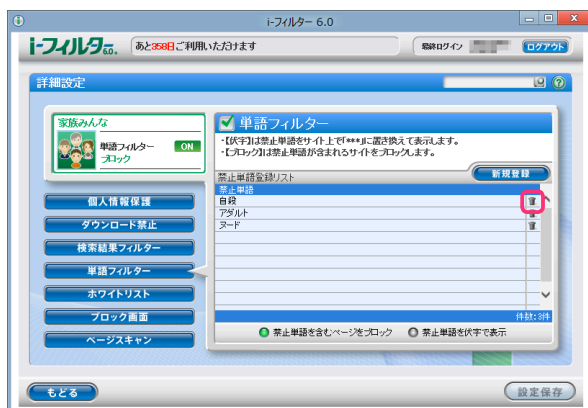 i-フィルター 6.0
i-フィルター 6.0. あと358日ご利用いただけます 最終ログイン ログアウト
詳細設定
家族みんな
単語フィルター ON
ブロック
単語フィルター
・【伏字】は禁止単語をサイト上で「***」に置き換えて表示します。
・【ブロック】は禁止単語が含まれるサイトをブロックします。
禁止単語登録リスト 新規登録
禁止単語
自殺
アダルト
ヌード
件数:3件
禁止単語を含むページをブロック 禁止単語を伏字で表示
個人情報保護
ダウンロード禁止
検索結果フィルター
単語フィルター
ホワイトリスト
ブロック画面
ページスキャン
もどる 設定保存